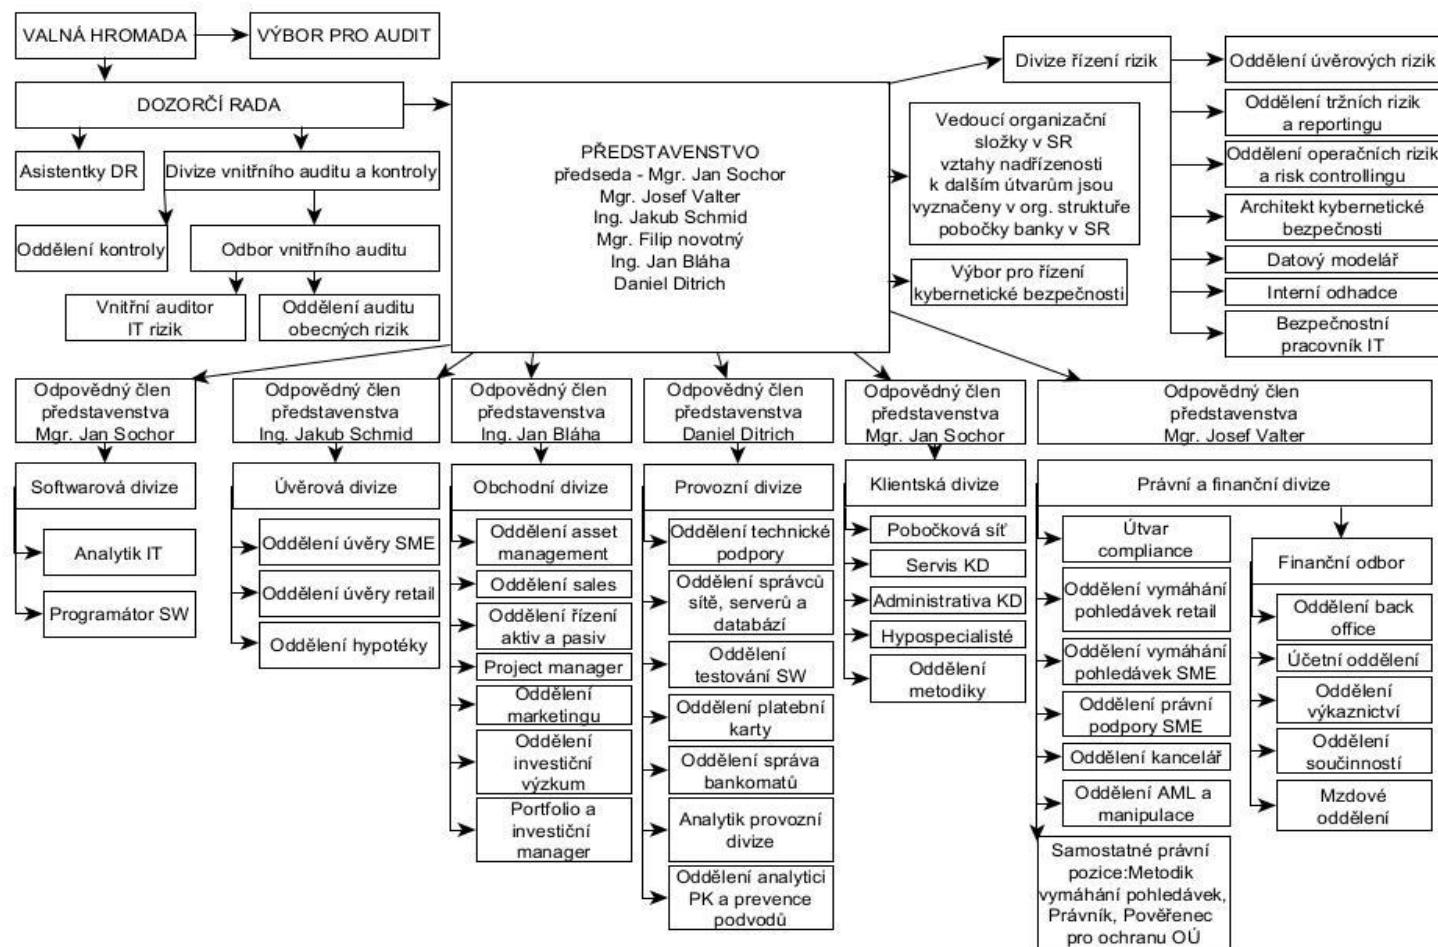 VALNÁ HROMADA
VÝBOR PRO AUDIT
DOZORČÍ RADA
Asistentky DR
Divize vnitřního auditu a kontroly
Oddělení kontroly
Odbor vnitřního auditu
Vnitřní auditor
IT rizik
Oddělení auditu
obecných rizik
PŘEDSTAVENSTVO
předseda - Mgr. Jan Sochor
Mgr. Josef Valter
Ing. Jakub Schmid
Mgr. Filip novotný
Ing. Jan Bláha
Daniel Ditrich
Vedoucí organizační
složky v SR
vztahy nadřízenosti
k dalším útvarům jsou
vyznačeny v org. struktuře
pobočky banky v SR
Výbor pro řízení
kybernetické bezpečnosti
Divize řízení rizik
Oddělení úvěrových rizik
Oddělení tržních rizik
a reportingu
Oddělení operačních rizik
a risk controllingu
Architekt kybernetické
bezpečnosti
Datový modelář
Interní odhadce
Bezpečnostní
pracovník IT
Odpovědný člen
představenstva
Mgr. Jan Sochor
Softwarová divize
Analytik IT
Programátor SW
Odpovědný člen
představenstva
Ing. Jakub Schmid
Úvěrová divize
Oddělení úvěry SME
Oddělení úvěry retail
Oddělení hypotéky
Odpovědný člen
představenstva
Ing. Jan Bláha
Obchodní divize
Oddělení asset
management
Oddělení sales
Oddělení řízení
aktiv a pasiv
Project manager
Oddělení
marketingu
Oddělení
investiční
výzkum
Portfolio a
investiční
manager
Odpovědný člen
představenstva
Daniel Ditrich
Provozní divize
Oddělení technické
podpory
Oddělení správců
sítě, serverů a
databází
Oddělení
testování SW
Oddělení platební
karty
Oddělení správa
bankomatů
Analytik provozní
divize
Oddělení analytici
PK a prevence
podvodů
Odpovědný člen
představenstva
Mgr. Jan Sochor
Klientská divize
Pobočková síť
Servis KD
Administrativa KD
Hypospecialisté
Oddělení
metodiky
Odpovědný člen
představenstva
Mgr. Josef Valter
Právní a finanční divize
Útvar
compliance
Oddělení vymáhání
pohledávek retail
Oddělení vymáhání
pohledávek SME
Oddělení právní
podpory SME
Oddělení kancelář
Oddělení AML a
manipulace
Samostatné právní
pozice:Metodik
vymáhání pohledávek,
Právník, Pověřenec
pro ochranu OÚ
Finanční odbor
Oddělení back
office
Účetní oddělení
Oddělení
výkaznictví
Oddělení
součinností
Mzdové
oddělení